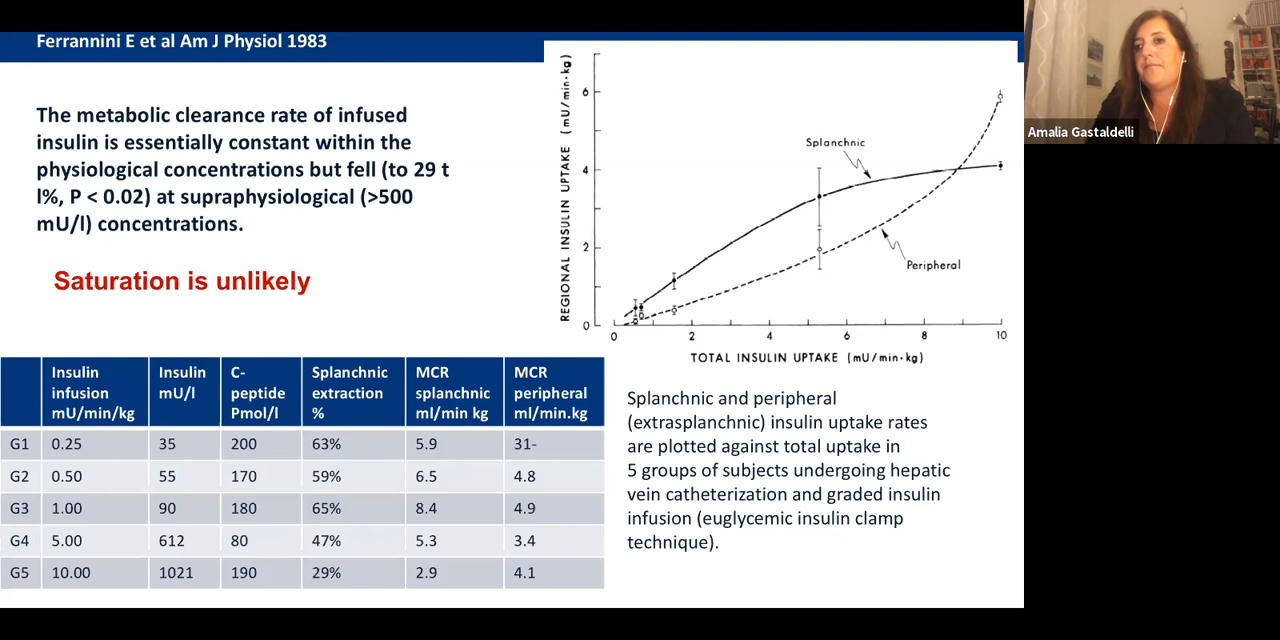 Ferrannini E et al Am J Physiol 1983
The metabolic clearance rate of infused
insulin is essentially constant within the
physiological concentrations but fell (to 29 t
l%, P < 0.02) at supraphysiological (>500
mU/l) concentrations.
Saturation is unlikely
REGIONAL INSULIN UPTAKE (mU/min·kg)
6
4
2
0
Splanchnic
Peripheral
0 2 4 6 8 10
TOTAL INSULIN UPTAKE (mU/min·kg)
Amalia Gastaldelli
Insulin infusion mU/min/kg
Insulin mU/l
C-peptide Pmol/l
Splanchnic extraction %
MCR splanchnic ml/min kg
MCR peripheral ml/min.kg
G1 0.25 35 200 63% 5.9 31-
G2 0.50 55 170 59% 6.5 4.8
G3 1.00 90 180 65% 8.4 4.9
G4 5.00 612 80 47% 5.3 3.4
G5 10.00 1021 190 29% 2.9 4.1
Splanchnic and peripheral
(extrasplanchnic) insulin uptake rates
are plotted against total uptake in
5 groups of subjects undergoing hepatic
vein catheterization and graded insulin
infusion (euglycemic insulin clamp
technique).